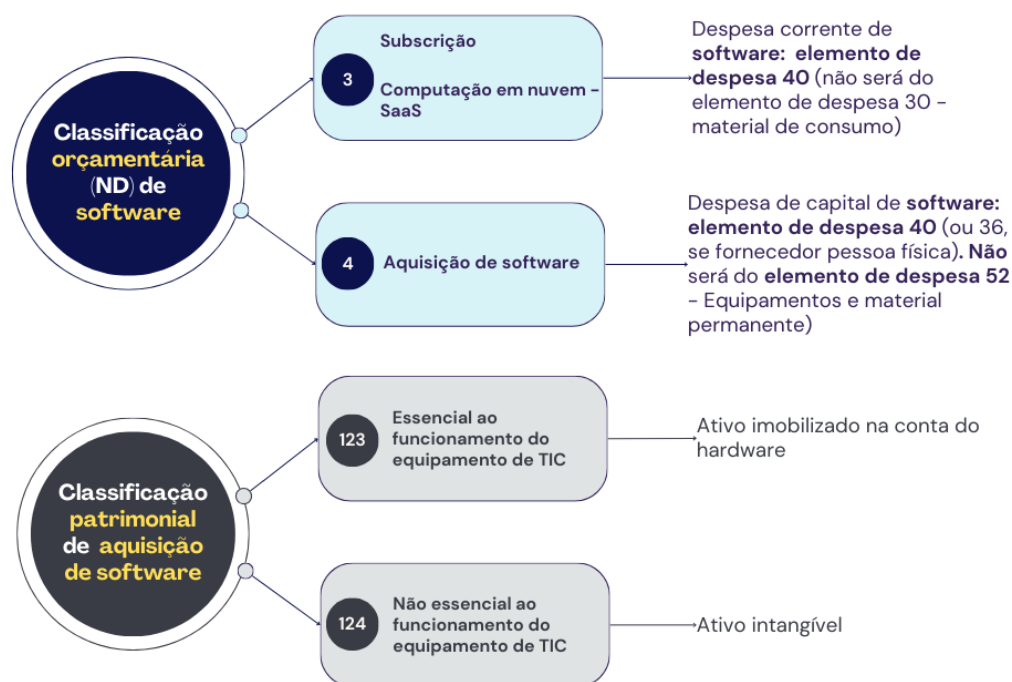 Classificação
orçamentária
(ND) de
software
3
Subscrição
Computação em nuvem -
SaaS
Despesa corrente de
software: elemento de
despesa 40 (não será do
elemento de despesa 30 -
material de consumo)
4
Aquisição de software
Despesa de capital de software:
elemento de despesa 40 (ou 36,
se fornecedor pessoa física). Não
será do elemento de despesa 52
- Equipamentos e material
permanente)
Classificação
patrimonial
de aquisição
de software
123
Essencial ao
funcionamento do
equipamento de TIC
Ativo imobilizado na conta do
hardware
124
Não essencial ao
funcionamento do
equipamento de TIC
Ativo intangível